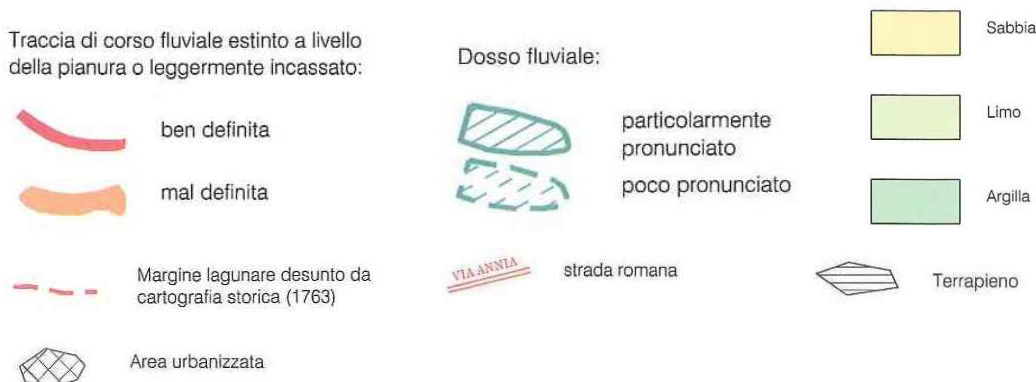 Traccia di corso fluviale estinto a livello
della pianura o leggermente incassato:
ben definita
mal definita
Margine lagunare desunto da
cartografia storica (1763)
Area urbanizzata
Dosso fluviale:
particolarmente
pronunciato
poco pronunciato
VIA ANNIA
strada romana
Sabbia
Limo
Argilla
Terrapieno